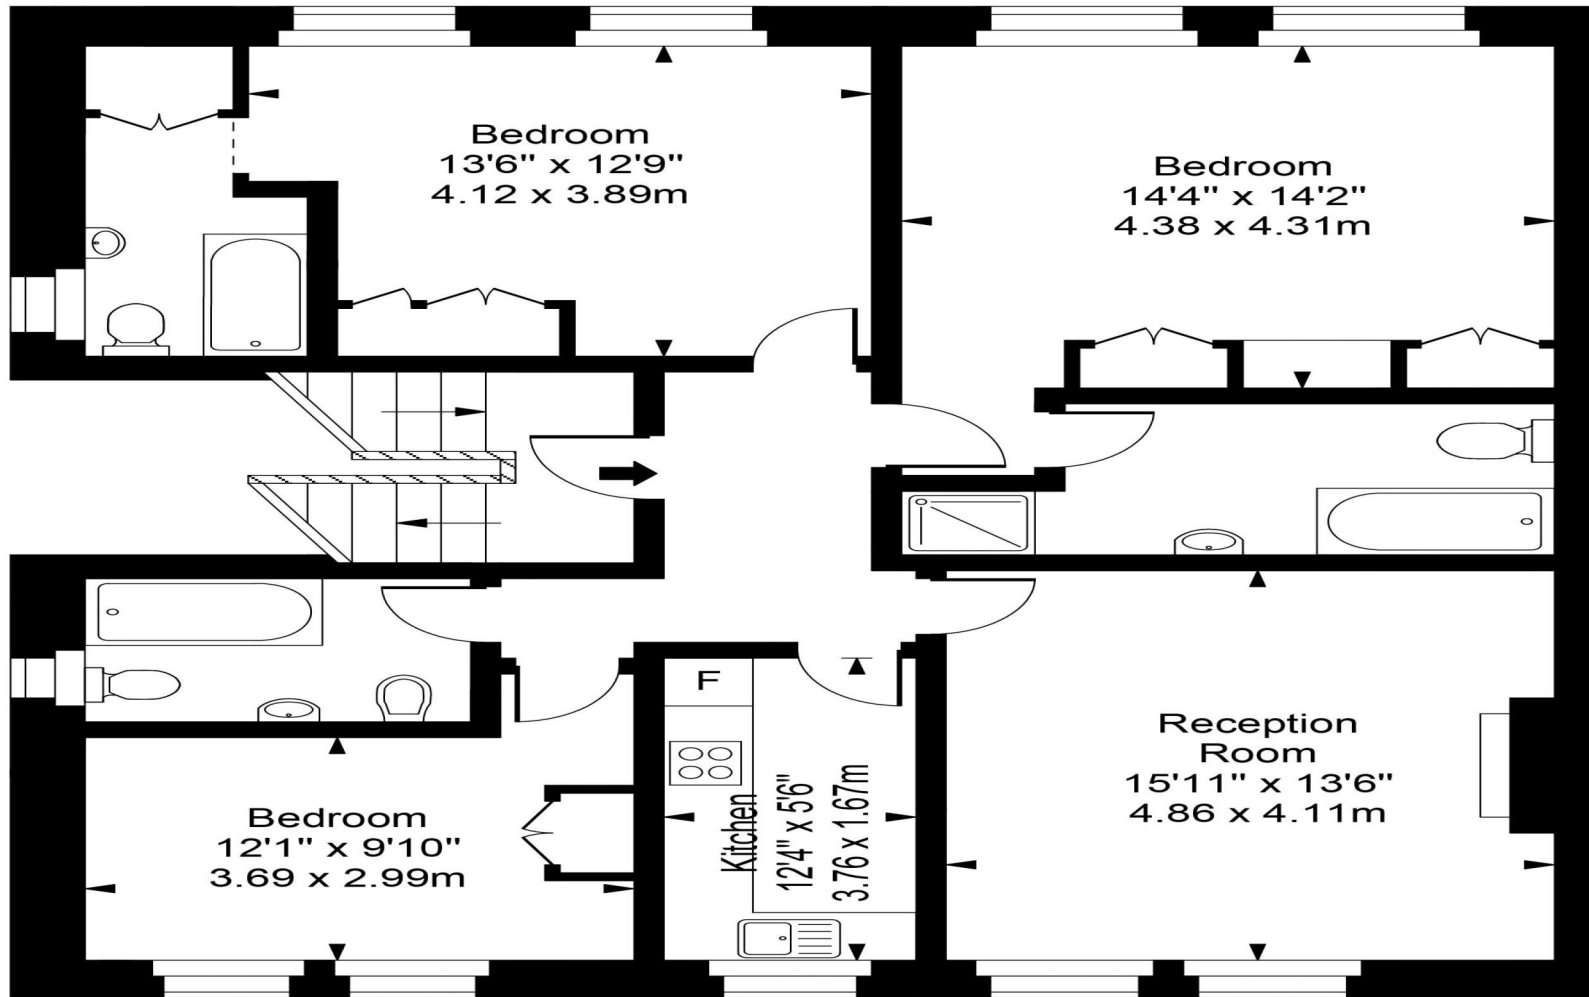 Bedroom
13'6" x 12'9"
4.12 x 3.89m
Bedroom
14'4" x 14'2"
4.38 x 4.31m
F
Kitchen
12'4" x 5'6"
3.76 x 1.67m
Reception
Room
15'11" x 13'6"
4.86 x 4.11m
Bedroom
12'1" x 9'10"
3.69 x 2.99m